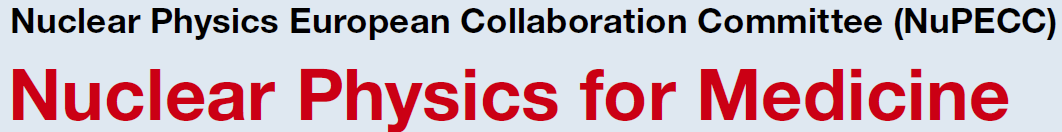 Nuclear Physics European Collaboration Committee (NuPECC)
Nuclear Physics for Medicine